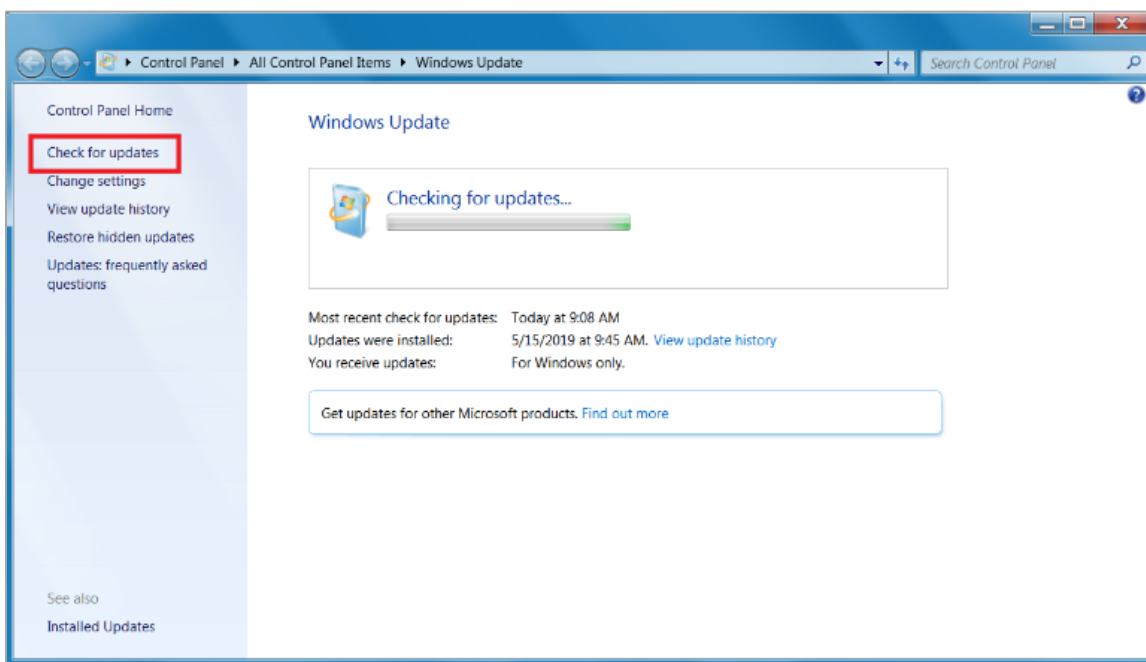 Control Panel ▸ All Control Panel Items ▸ Windows Update
Search Control Panel
Control Panel Home
Check for updates
Change settings
View update history
Restore hidden updates
Updates: frequently asked
questions
See also
Installed Updates
Windows Update
Checking for updates...
Most recent check for updates: Today at 9:08 AM
Updates were installed: 5/15/2019 at 9:45 AM. View update history
You receive updates: For Windows only.
Get updates for other Microsoft products. Find out more